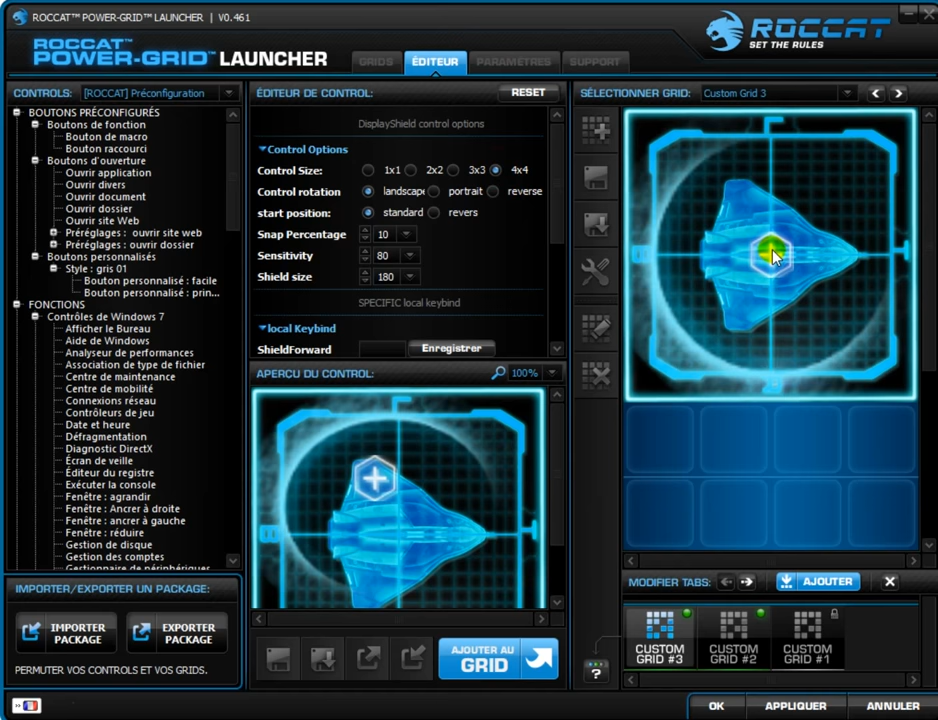 ROCCAT™ POWER-GRID™ LAUNCHER | V0.461
ROCCAT™
POWER-GRID™ LAUNCHER
GRIDS ÉDITEUR PARAMÈTRES SUPPORT
ROCCAT
SET THE RULES
CONTROLS: [ROCCAT] Préconfiguration
BOUTONS PRÉCONFIGURÉS
Boutons de fonction
Bouton de macro
Bouton raccourci
Boutons d'ouverture
Ouvrir application
Ouvrir divers
Ouvrir document
Ouvrir dossier
Ouvrir site Web
Préréglages : ouvrir site web
Préréglages : ouvrir dossier
Boutons personnalisés
Style : gris 01
Bouton personnalisé : facile
Bouton personnalisé : prin...
FONCTIONS
Contrôles de Windows 7
Afficher le Bureau
Aide de Windows
Analyseur de performances
Association de type de fichier
Centre de maintenance
Centre de mobilité
Connexions réseau
Contrôleurs de jeu
Date et heure
Défragmentation
Diagnostic DirectX
Écran de veille
Éditeur du registre
Exécuter la console
Fenêtre : agrandir
Fenêtre : Ancrer à droite
Fenêtre : ancrer à gauche
Fenêtre : réduire
Gestion de disque
Gestion des comptes
Gestionnaire de périphériques
IMPORTER/EXPORTER UN PACKAGE:
IMPORTER PACKAGE
EXPORTER PACKAGE
PERMUTER VOS CONTROLS ET VOS GRIDS.
ÉDITEUR DE CONTROL: RESET
DisplayShield control options
Control Options
Control Size: 1x1 2x2 3x3 4x4
Control rotation landscape portrait reverse
start position: standard revers
Snap Percentage 10
Sensitivity 80
Shield size 180
SPECIFIC local keybind
local Keybind
ShieldForward Enregistrer
APERÇU DU CONTROL: 100%
AJOUTER AU
GRID
SÉLECTIONNER GRID: Custom Grid 3
MODIFIER TABS: AJOUTER
CUSTOM GRID #3
CUSTOM GRID #2
CUSTOM GRID #1
?
OK APPLIQUER ANNULER